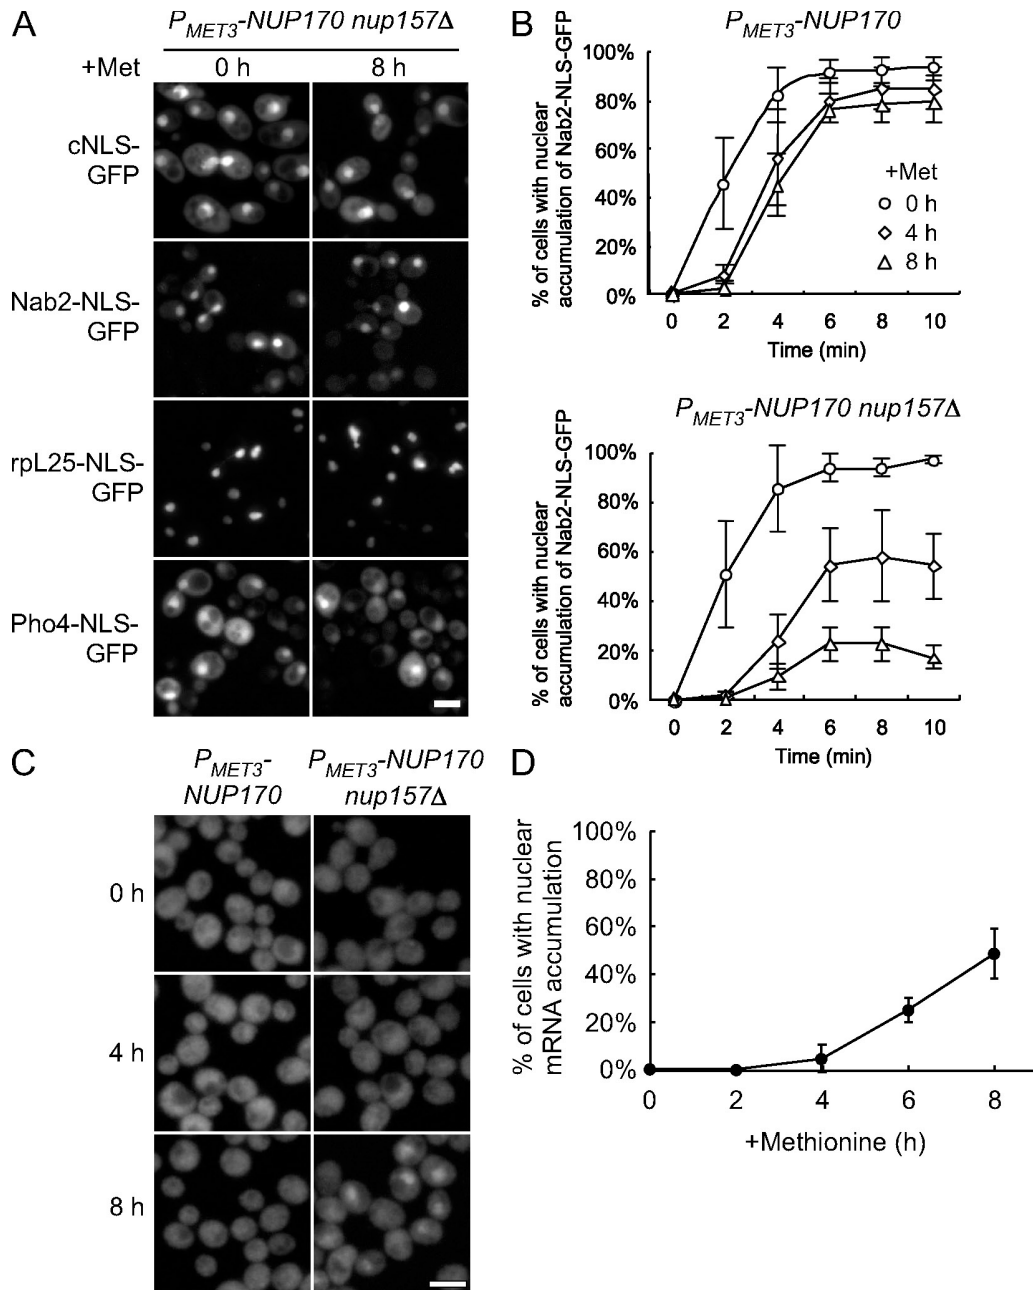 A
P_MET3-NUP170 nup157Δ
+Met
0 h
8 h
cNLS-
GFP
Nab2-NLS-
GFP
rpL25-NLS-
GFP
Pho4-NLS-
GFP
B
P_MET3-NUP170
% of cells with nuclear
accumulation of Nab2-NLS-GFP
100%
80%
60%
40%
20%
0%
+Met
0 h
4 h
8 h
0 2 4 6 8 10
Time (min)
P_MET3-NUP170 nup157Δ
% of cells with nuclear
accumulation of Nab2-NLS-GFP
100%
80%
60%
40%
20%
0%
0 2 4 6 8 10
Time (min)
C
P_MET3-
NUP170
P_MET3-NUP170
nup157Δ
0 h
4 h
8 h
D
% of cells with nuclear
mRNA accumulation
100%
80%
60%
40%
20%
0%
0 2 4 6 8
+Methionine (h)